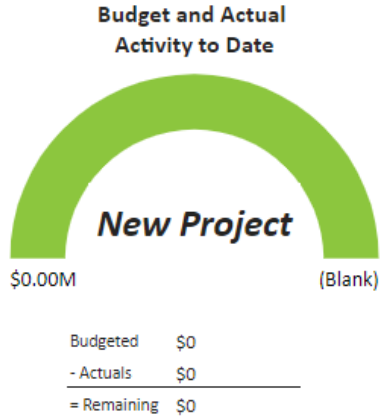 Budget and Actual
Activity to Date
New Project
$0.00M (Blank)
Budgeted $0
- Actuals $0
= Remaining $0